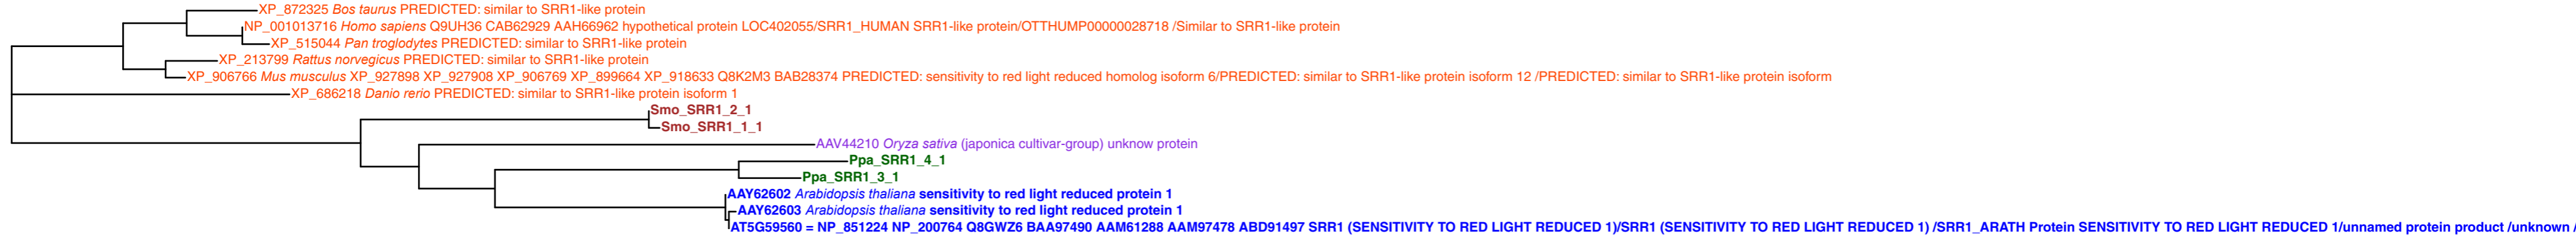 XP_872325 Bos taurus PREDICTED: similar to SRR1-like protein
NP_001013716 Homo sapiens Q9UH36 CAB62929 AAH66962 hypothetical protein LOC402055/SRR1_HUMAN SRR1-like protein/OTTHUMP00000028718 /Similar to SRR1-like protein
XP_515044 Pan troglodytes PREDICTED: similar to SRR1-like protein
XP_213799 Rattus norvegicus PREDICTED: similar to SRR1-like protein
XP_906766 Mus musculus XP_927898 XP_927908 XP_906769 XP_899664 XP_918633 Q8K2M3 BAB28374 PREDICTED: sensitivity to red light reduced homolog isoform 6/PREDICTED: similar to SRR1-like protein isoform 12 /PREDICTED: similar to SRR1-like protein isoform
XP_686218 Danio rerio PREDICTED: similar to SRR1-like protein isoform 1
Smo_SRR1_2_1
Smo_SRR1_1_1
AAV44210 Oryza sativa (japonica cultivar-group) unknow protein
Ppa_SRR1_4_1
Ppa_SRR1_3_1
AAY62602 Arabidopsis thaliana sensitivity to red light reduced protein 1
AAY62603 Arabidopsis thaliana sensitivity to red light reduced protein 1
AT5G59560 = NP_851224 NP_200764 Q8GWZ6 BAA97490 AAM61288 AAM97478 ABD91497 SRR1 (SENSITIVITY TO RED LIGHT REDUCED 1)/SRR1 (SENSITIVITY TO RED LIGHT REDUCED 1) /SRR1_ARATH Protein SENSITIVITY TO RED LIGHT REDUCED 1/unnamed protein product /unknown /